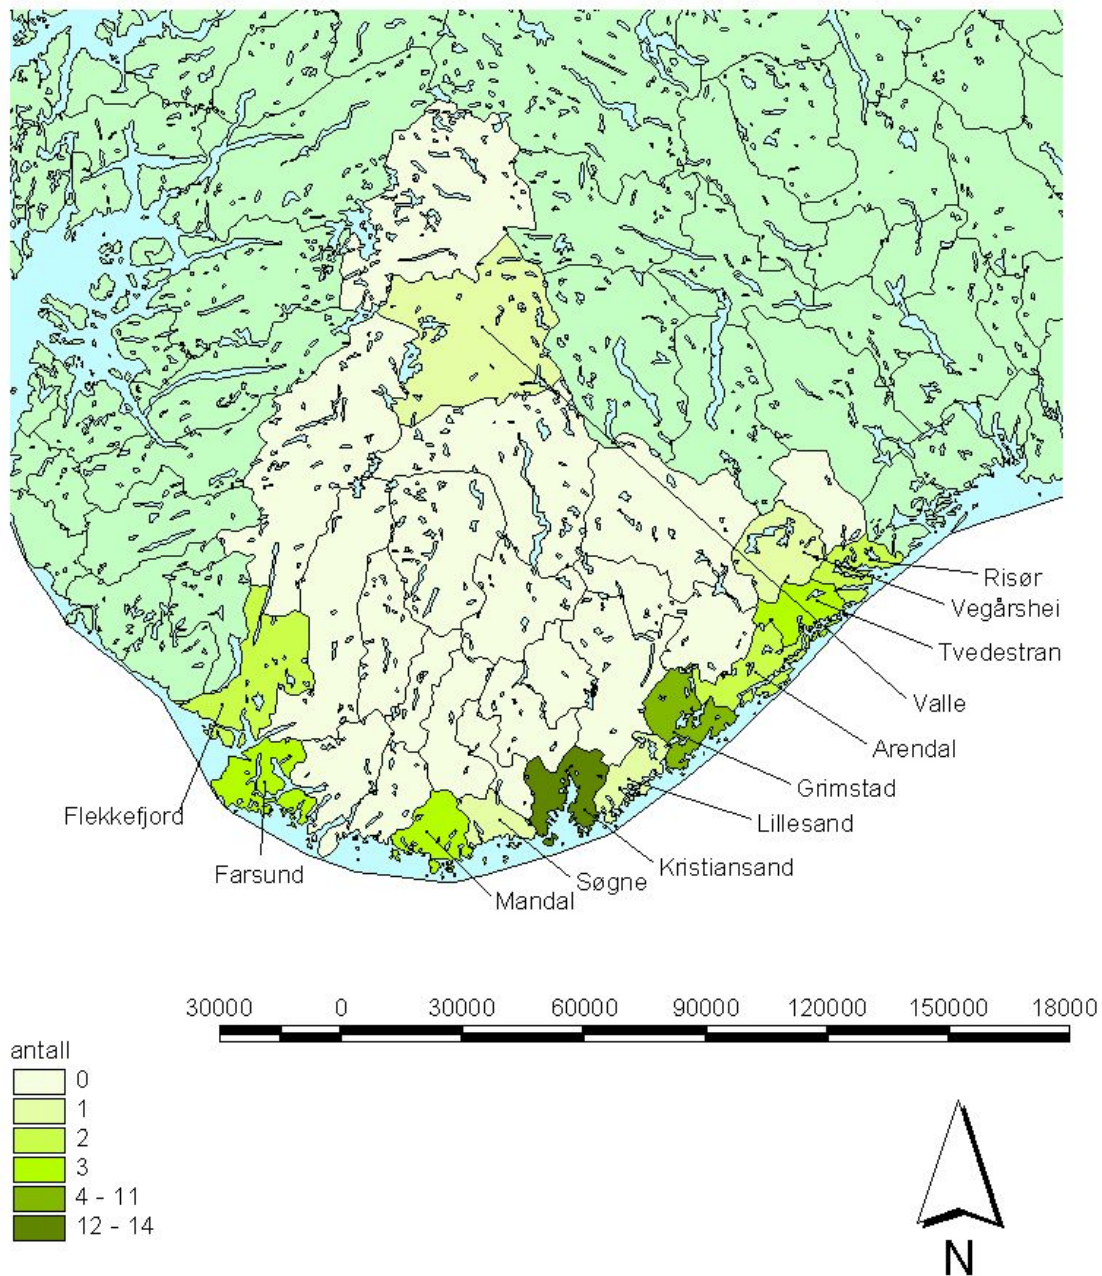 Risør
Vegårshei
Tvedestran
Valle
Arendal
Grimstad
Flekkefjord
Lillesand
Kristiansand
Farsund
Søgne
Mandal
30000 0 30000 60000 90000 120000 150000 18000
antall
0
1
2
3
4 - 11
12 - 14
N